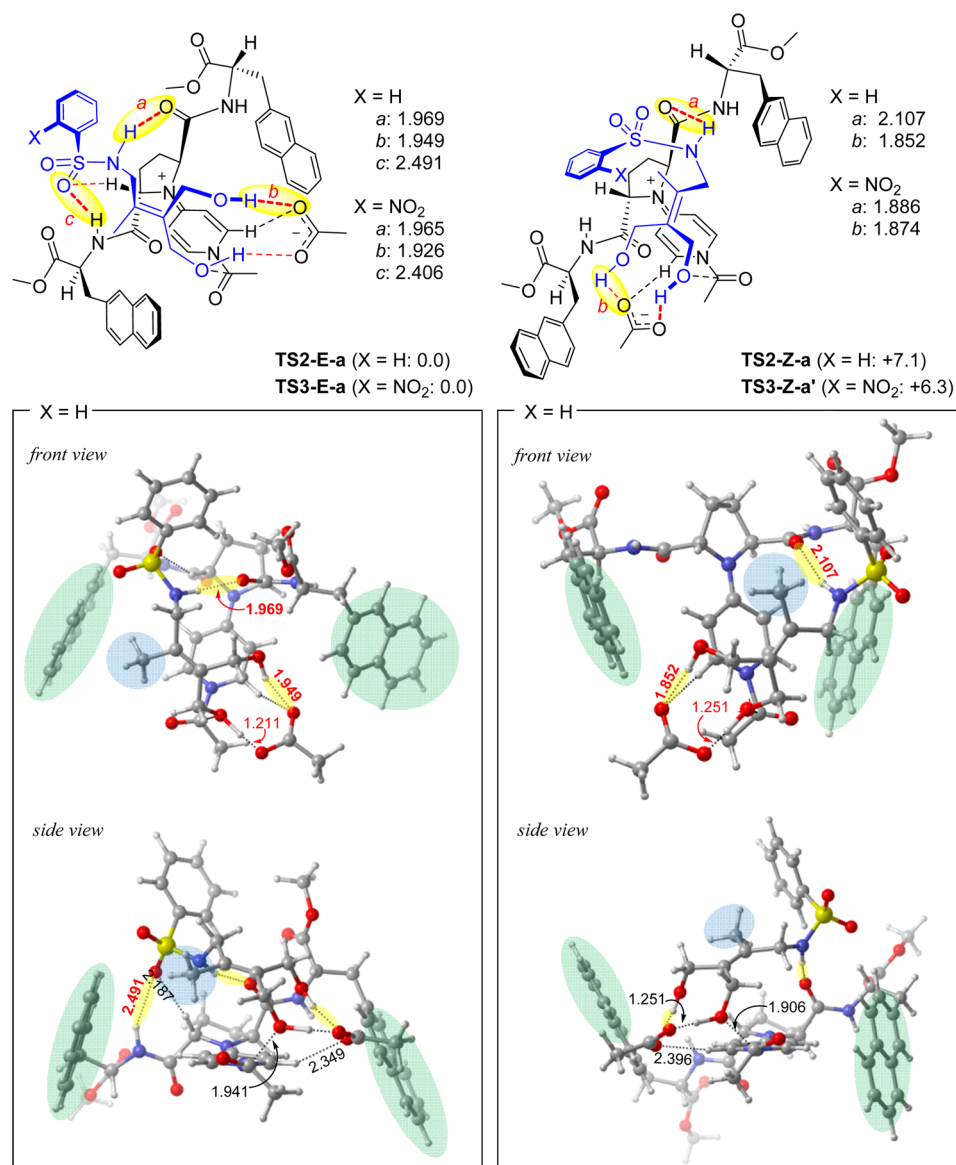 H
O
O
O
NH
a
X
H
O
S
O
N
O
H
N
+
O
H
b
O
H
−
O
c
H
N
O
N
O
H
O
O
O
H
X = H
a: 1.969
b: 1.949
c: 2.491
X = NO2
a: 1.965
b: 1.926
c: 2.406
TS2-E-a (X = H: 0.0)
TS3-E-a (X = NO2: 0.0)
O
O
H
NH
O
a
H
O
O
S
N
X
N
+
H
H
N
O
O
O
H
O
H
b
H
N
O
O
H
O
−
O
X = H
a: 2.107
b: 1.852
X = NO2
a: 1.886
b: 1.874
TS2-Z-a (X = H: +7.1)
TS3-Z-a' (X = NO2: +6.3)
X = H
front view
1.969
1.949
1.211
side view
2.491
2.187
1.941
2.349
X = H
front view
2.107
1.852
1.251
side view
1.251
1.906
2.396